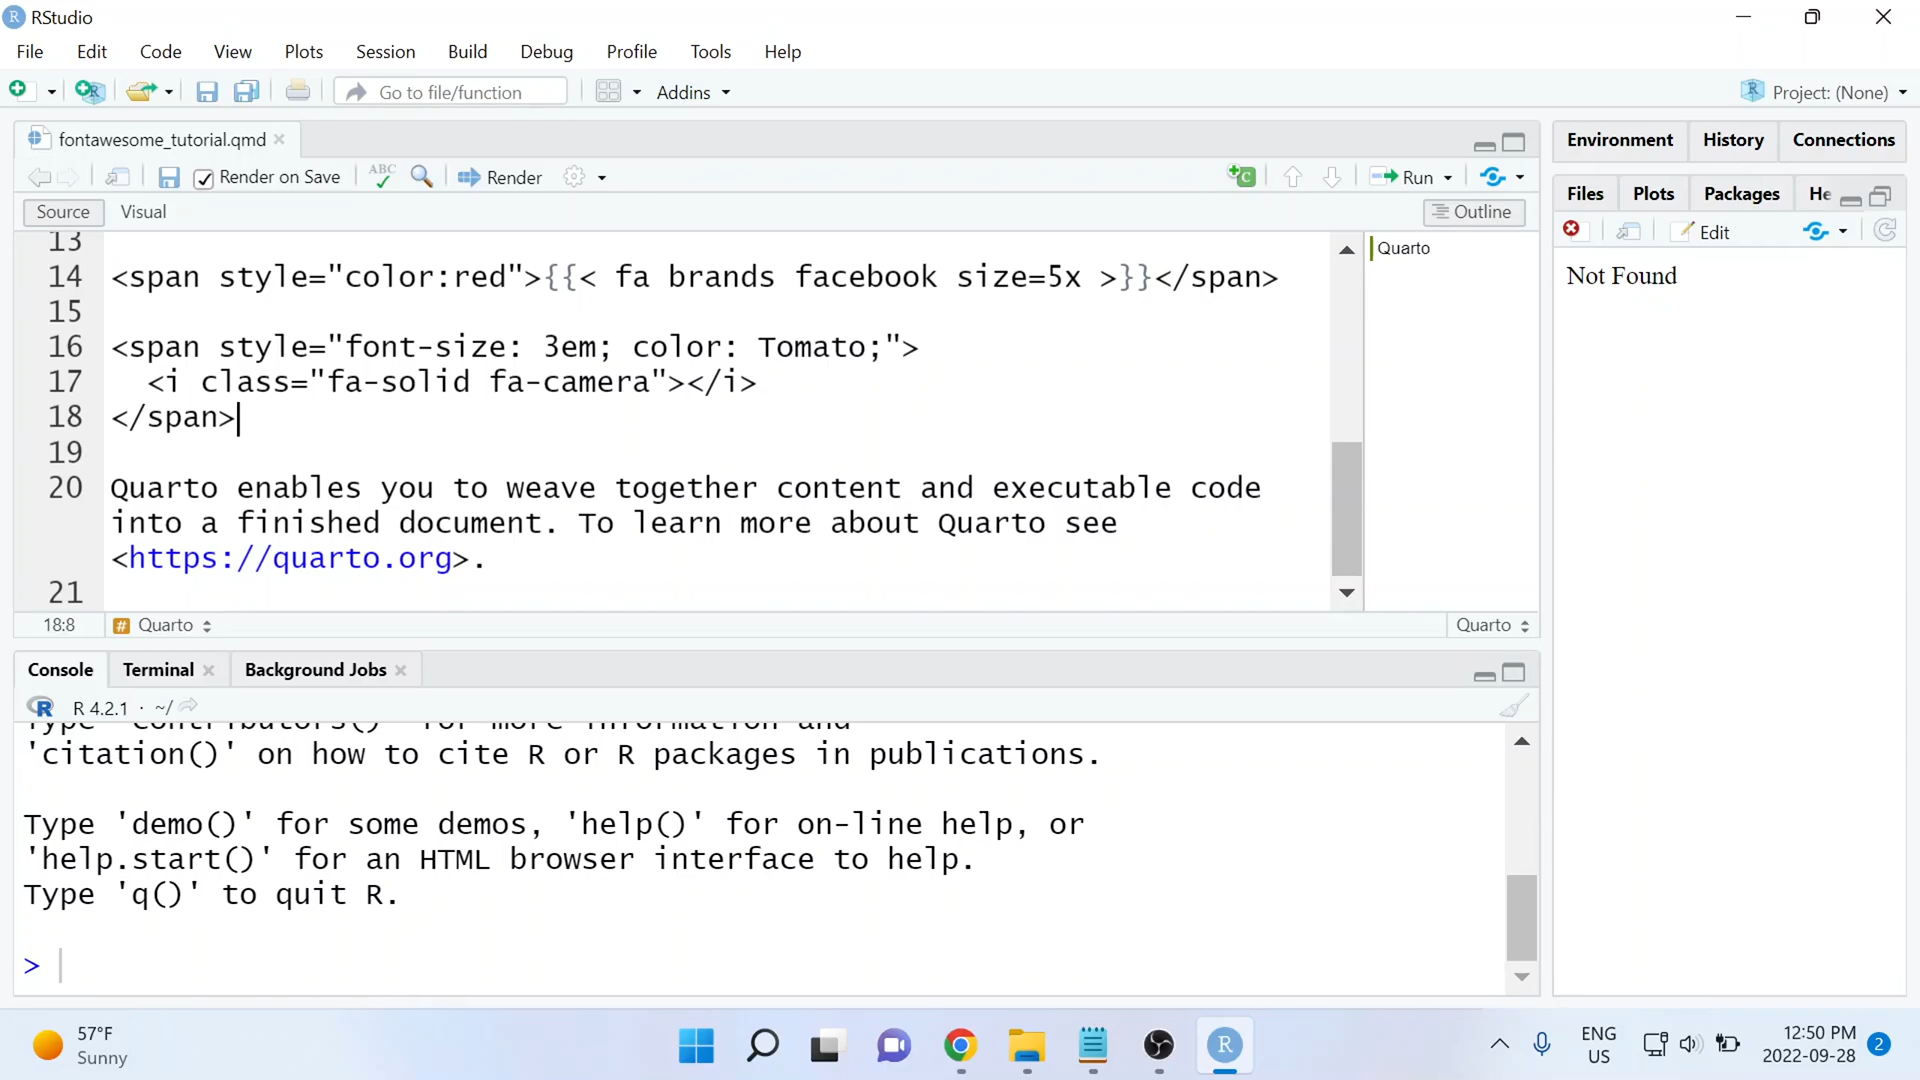 RStudio
File Edit Code View Plots Session Build Debug Profile Tools Help
Go to file/function Addins Project: (None)
fontawesome_tutorial.qmd
Render on Save ABC Render Run
Source Visual Outline
13
14 <span style="color:red">{{< fa brands facebook size=5x >}}</span>
15
16 <span style="font-size: 3em; color: Tomato;">
17 <i class="fa-solid fa-camera"></i>
18 </span>
19
20 Quarto enables you to weave together content and executable code
into a finished document. To learn more about Quarto see
<https://quarto.org>.
21
18:8 # Quarto Quarto
Quarto
Environment History Connections
Files Plots Packages He
Edit
Not Found
Console Terminal Background Jobs
R 4.2.1 · ~/
Type 'contributors()' for more information and
'citation()' on how to cite R or R packages in publications.
Type 'demo()' for some demos, 'help()' for on-line help, or
'help.start()' for an HTML browser interface to help.
Type 'q()' to quit R.
>
57°F
Sunny
ENG
US
12:50 PM
2022-09-28
2